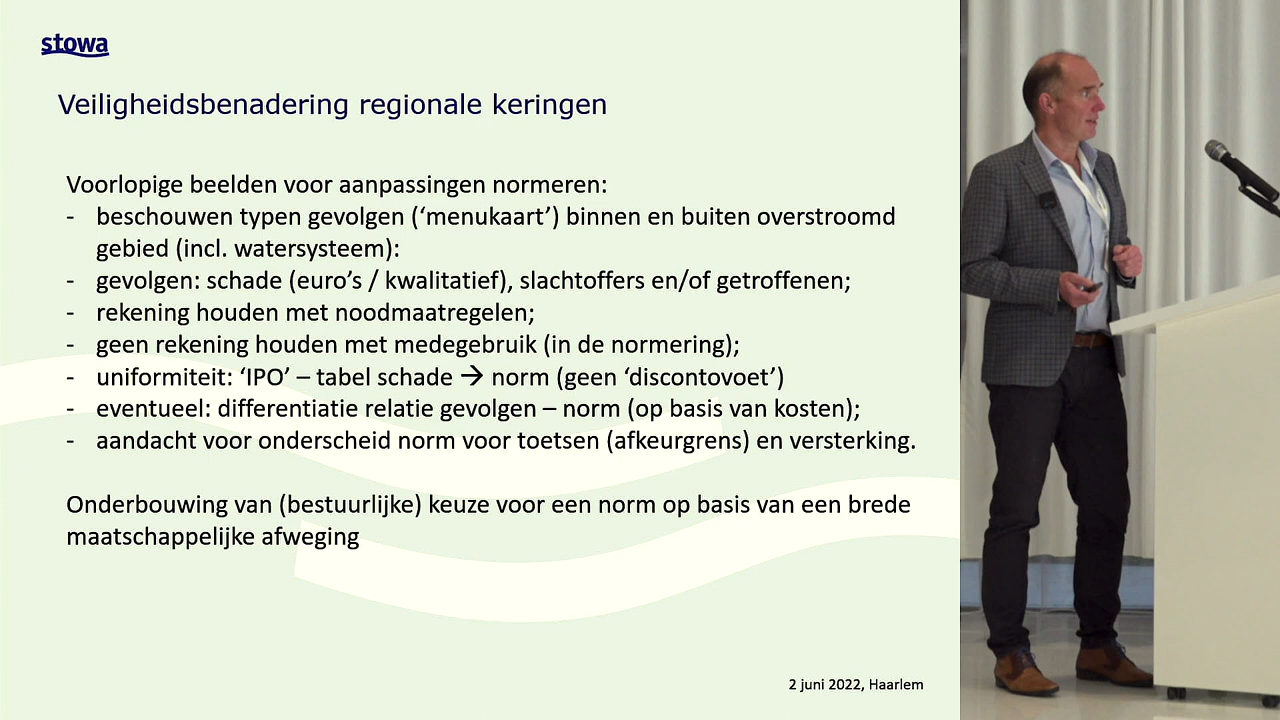 stowa
Veiligheidsbenadering regionale keringen
Voorlopige beelden voor aanpassingen normeren:
- beschouwen typen gevolgen (‘menukaart’) binnen en buiten overstroomd
gebied (incl. watersysteem):
- gevolgen: schade (euro’s / kwalitatief), slachtoffers en/of getroffenen;
- rekening houden met noodmaatregelen;
- geen rekening houden met medegebruik (in de normering);
- uniformiteit: ‘IPO’ – tabel schade → norm (geen ‘discontovoet’)
- eventueel: differentiatie relatie gevolgen – norm (op basis van kosten);
- aandacht voor onderscheid norm voor toetsen (afkeurgrens) en versterking.
Onderbouwing van (bestuurlijke) keuze voor een norm op basis van een brede
maatschappelijke afweging
2 juni 2022, Haarlem